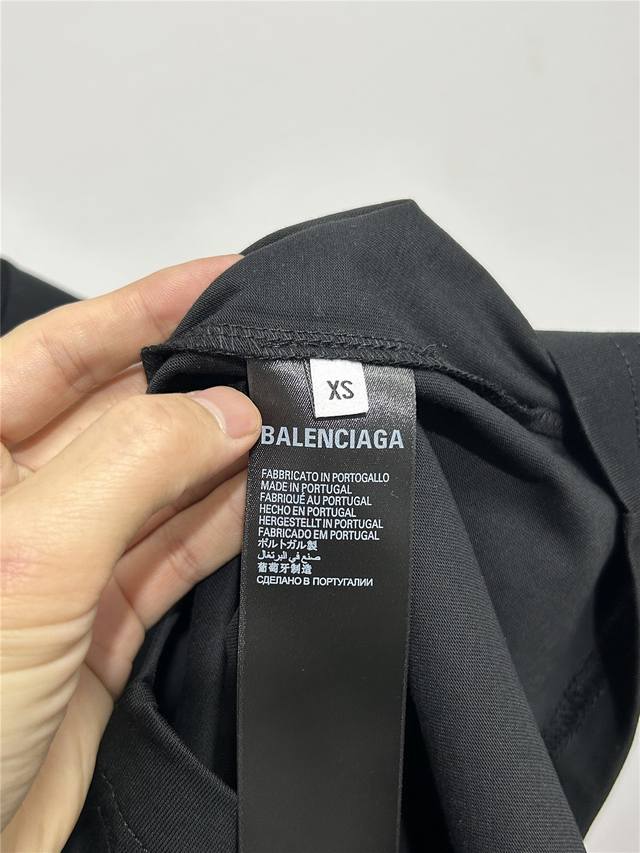 XS
BALENCIAGA
FABBRICATO IN PORTOGALLO
MADE IN PORTUGAL
FABRIQUÉ AU PORTUGAL
HECHO EN PORTUGAL
HERGESTELLT IN PORTUGAL
FABRICADO EM PORTUGAL
ポルトガル製
صنع في البرتغال
葡萄牙制造
СДЕЛАНО В ПОРТУГАЛИИ